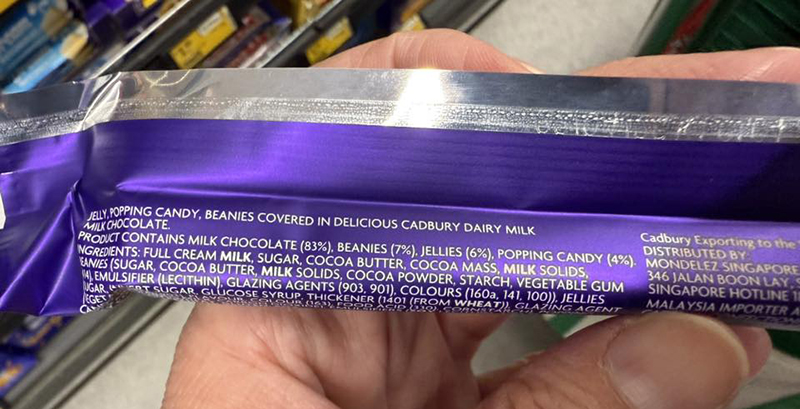 JELLY, POPPING CANDY, BEANIES COVERED IN DELICIOUS CADBURY DAIRY MILK
MILK CHOCOLATE.
PRODUCT CONTAINS MILK CHOCOLATE (83%), BEANIES (7%), JELLIES (6%), POPPING CANDY (4%).
INGREDIENTS: FULL CREAM MILK, SUGAR, COCOA BUTTER, COCOA MASS, MILK SOLIDS,
(SUGAR, COCOA BUTTER, MILK SOLIDS, COCOA POWDER, STARCH, VEGETABLE GUM
EMULSIFIER (LECITHIN), GLAZING AGENTS (903, 901), COLOURS (160a, 141, 100)), JELLIES
SUGAR, GLUCOSE SYRUP, THICKENER (1401 (FROM WHEAT)), GLAZING AGENT
FOOD ACID (330),
Cadbury Exporting to the
DISTRIBUTED BY:
MONDELEZ SINGAPORE
346 JALAN BOON LAY, S
SINGAPORE HOTLINE 1
MALAYSIA IMPORTER A